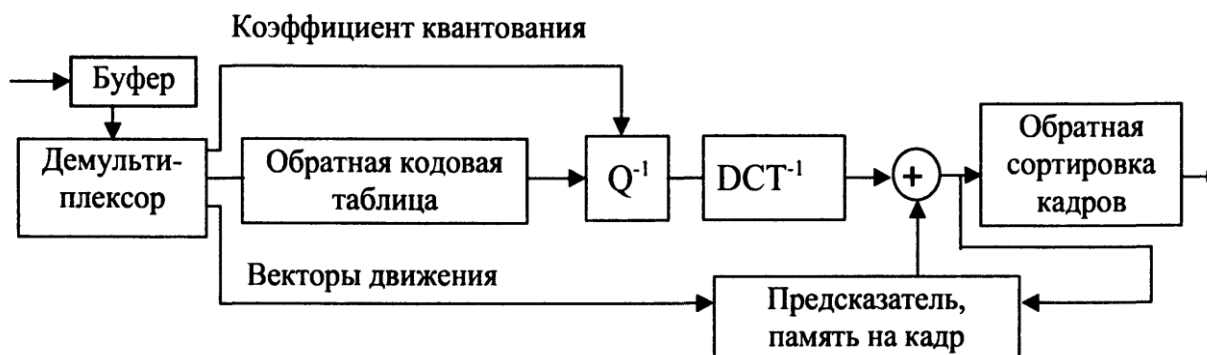 Коэффициент квантования
Буфер
Демульти-
плексор
Обратная кодовая
таблица
Q-1
DCT-1
+
Обратная
сортировка
кадров
Векторы движения
Предсказатель,
память на кадр